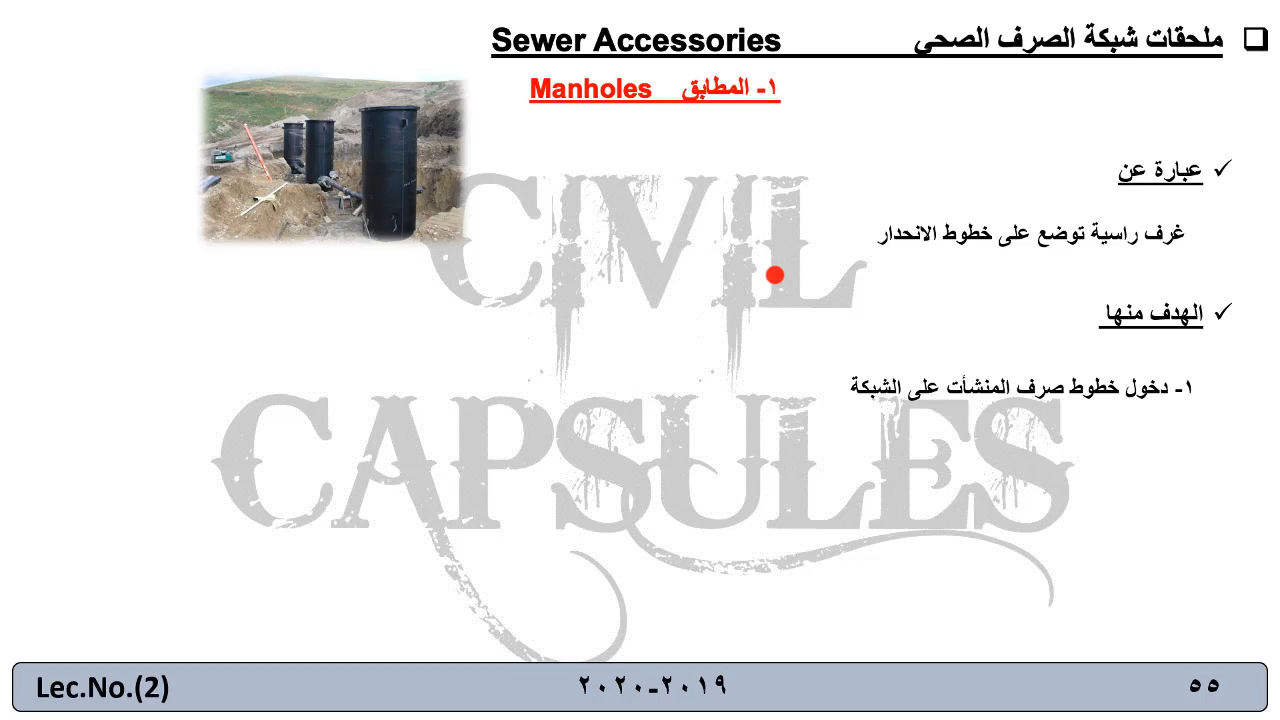 ملحقات شبكة الصرف الصحي Sewer Accessories
١- المطابق Manholes
عبارة عن
غرف راسية توضع على خطوط الانحدار
الهدف منها
١- دخول خطوط صرف المنشأت على الشبكة
CIVIL
CAPSULES
Lec.No.(2) ٢٠١٩-٢٠٢٠ ٥٥